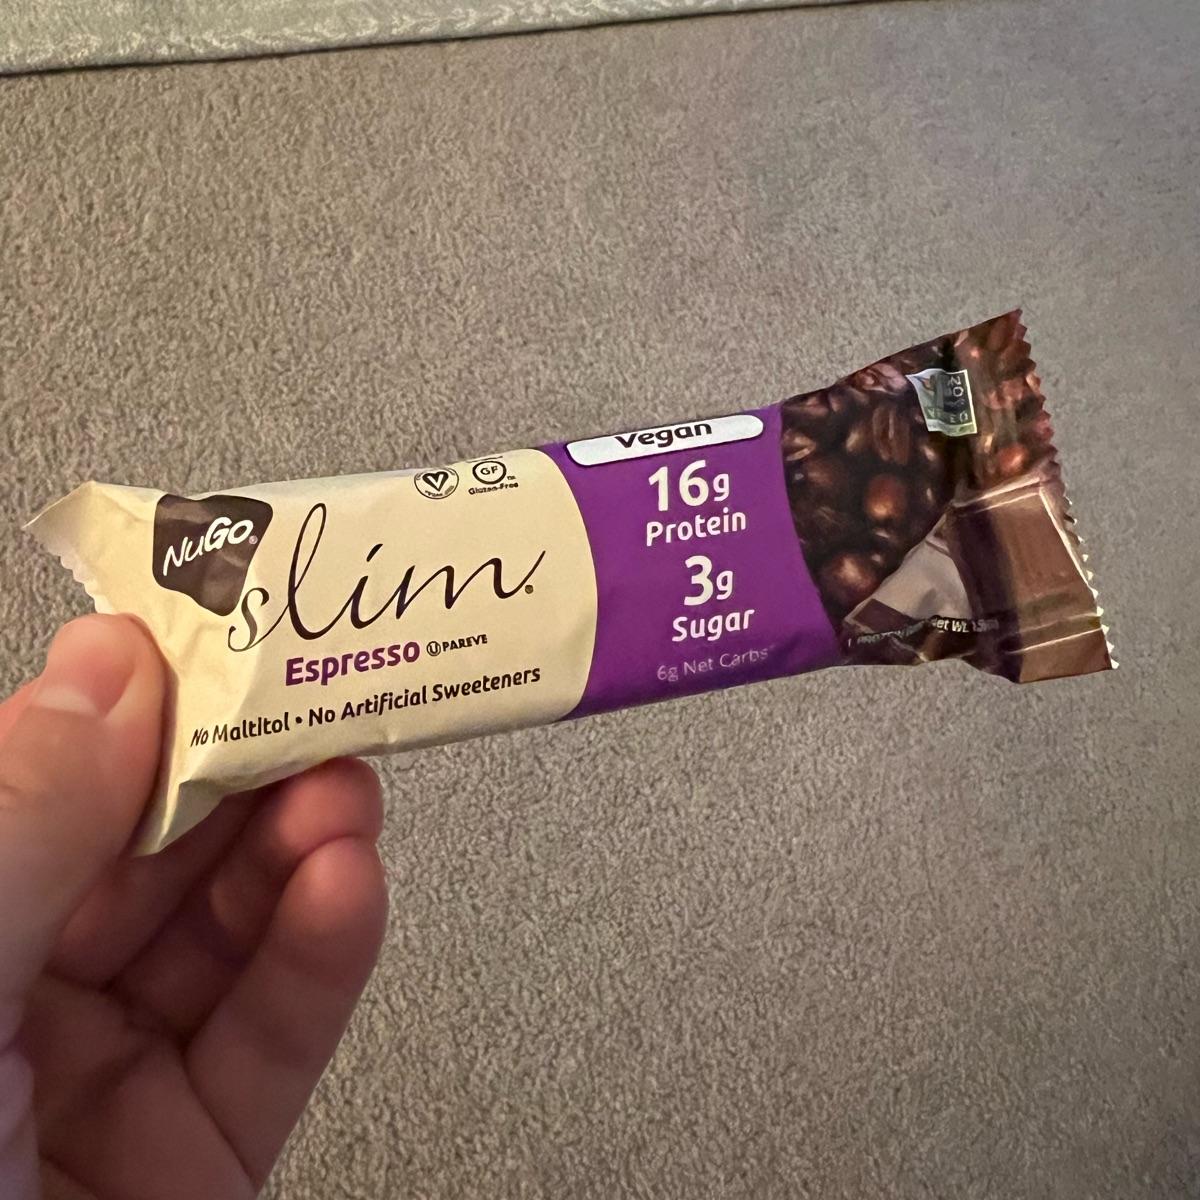 NuGo®
slim®
Espresso
U PAREVE
No Maltitol • No Artificial Sweeteners
GF
Gluten-Free
Vegan
16g
Protein
3g
Sugar
6g Net Carbs*